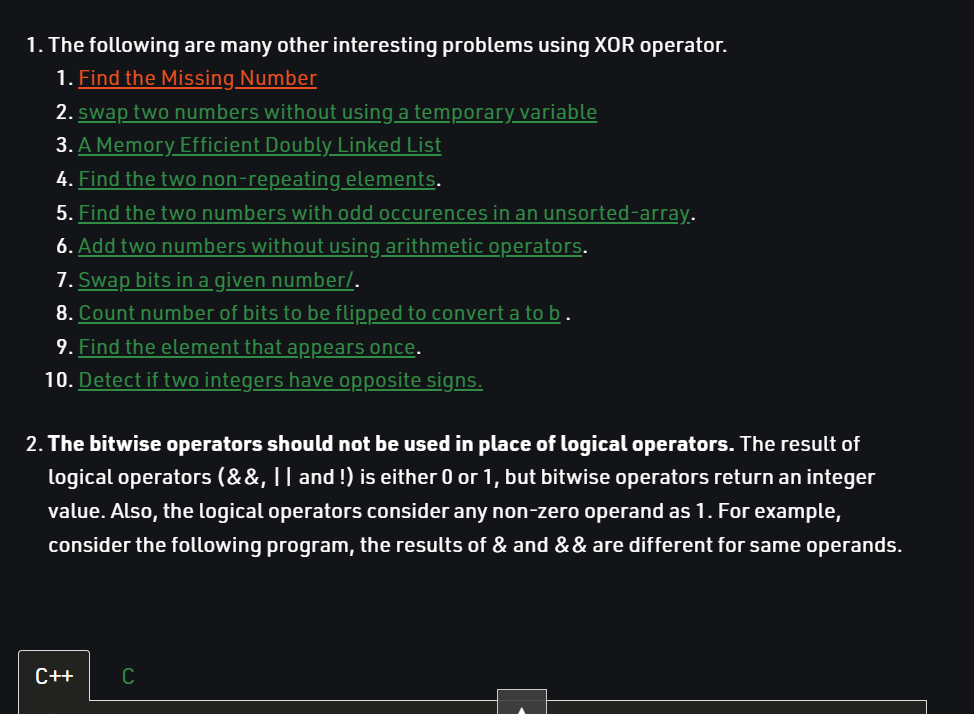 1. The following are many other interesting problems using XOR operator.
1. Find the Missing Number
2. swap two numbers without using a temporary variable
3. A Memory Efficient Doubly Linked List
4. Find the two non-repeating elements.
5. Find the two numbers with odd occurences in an unsorted-array.
6. Add two numbers without using arithmetic operators.
7. Swap bits in a given number/.
8. Count number of bits to be flipped to convert a to b .
9. Find the element that appears once.
10. Detect if two integers have opposite signs.
2. The bitwise operators should not be used in place of logical operators. The result of
logical operators (&&, || and !) is either 0 or 1, but bitwise operators return an integer
value. Also, the logical operators consider any non-zero operand as 1. For example,
consider the following program, the results of & and && are different for same operands.
C++ C